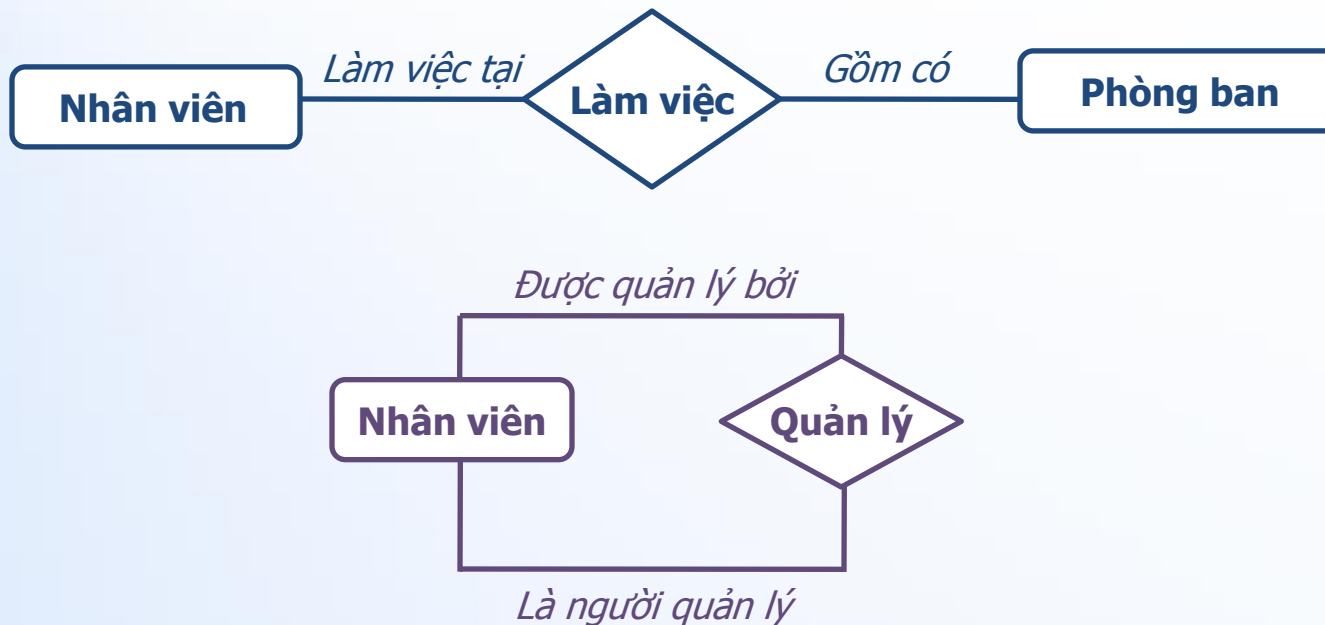 Làm việc tại
Gồm có
Nhân viên
Làm việc
Phòng ban
Được quản lý bởi
Nhân viên
Quản lý
Là người quản lý